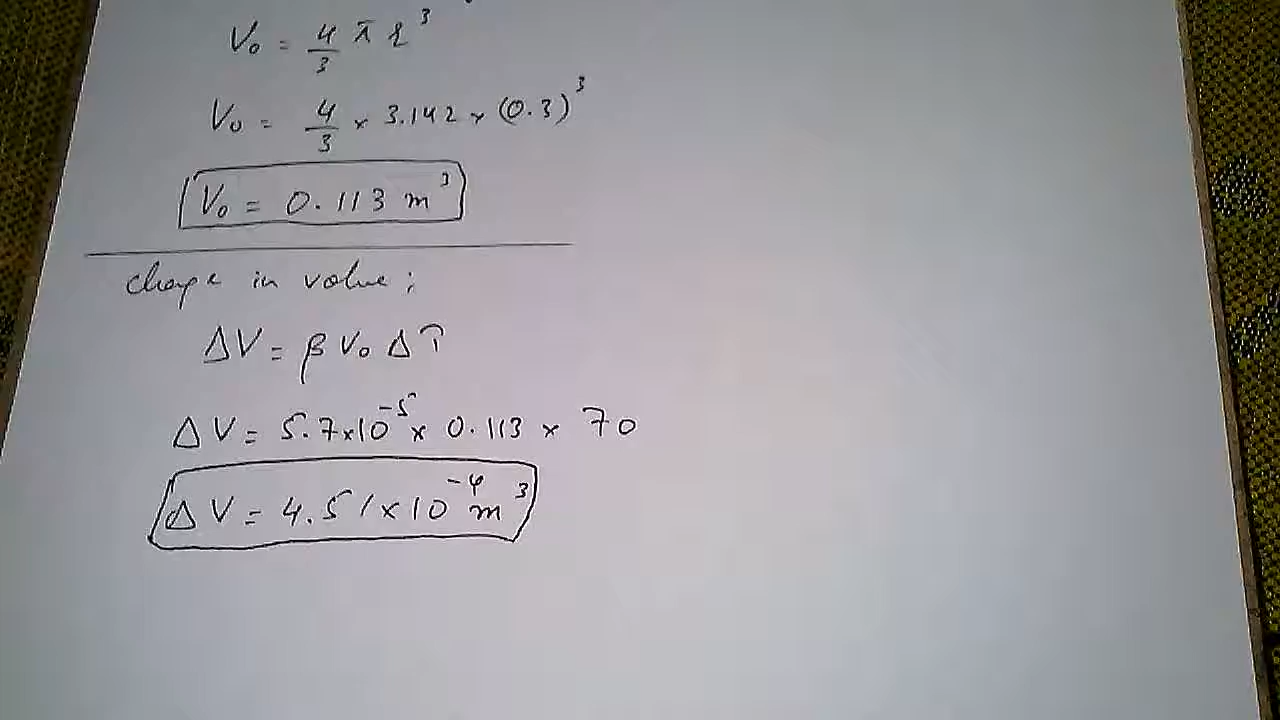 V₀ = 4/3 π r³
V₀ = 4/3 × 3.142 × (0.3)³
V₀ = 0.113 m³
change in volue;
ΔV = β V₀ ΔT
ΔV = 5.7×10⁻⁵ × 0.113 × 70
ΔV = 4.51×10⁻⁴ m³